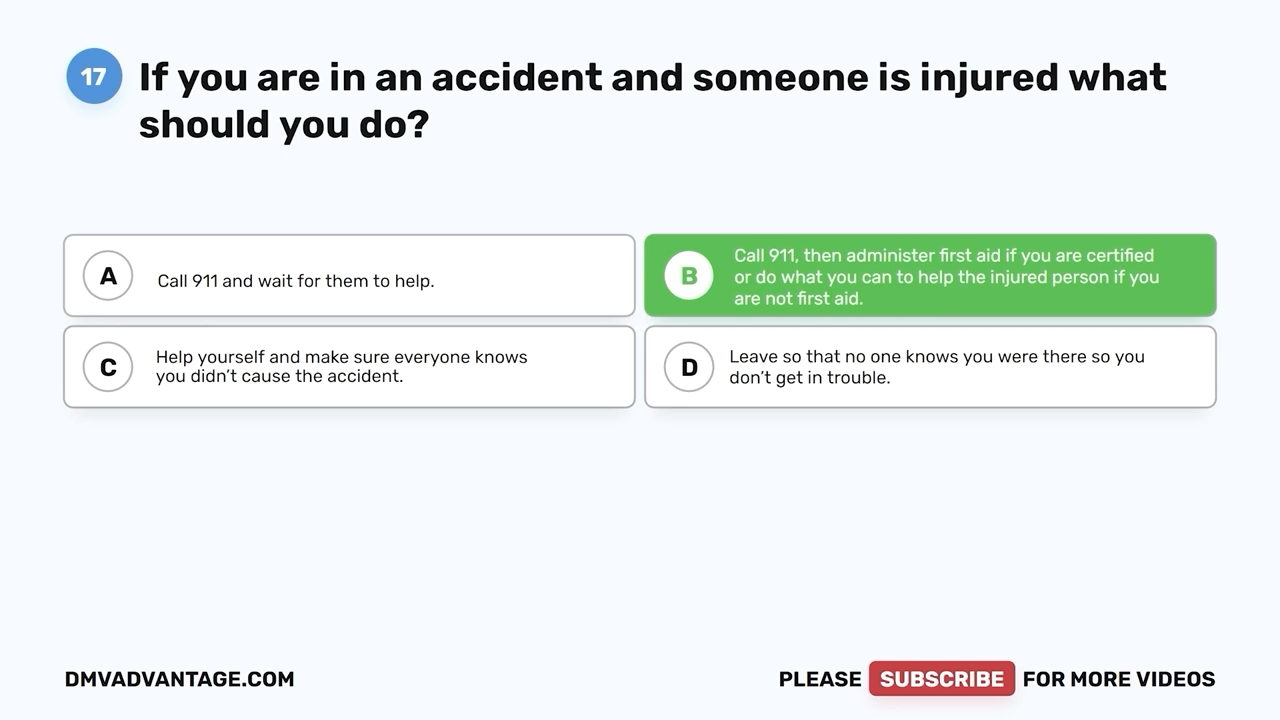 17
If you are in an accident and someone is injured what
should you do?
A
Call 911 and wait for them to help.
B
Call 911, then administer first aid if you are certified
or do what you can to help the injured person if you
are not first aid.
C
Help yourself and make sure everyone knows
you didn’t cause the accident.
D
Leave so that no one knows you were there so you
don’t get in trouble.
DMVADVANTAGE.COM
PLEASE SUBSCRIBE FOR MORE VIDEOS